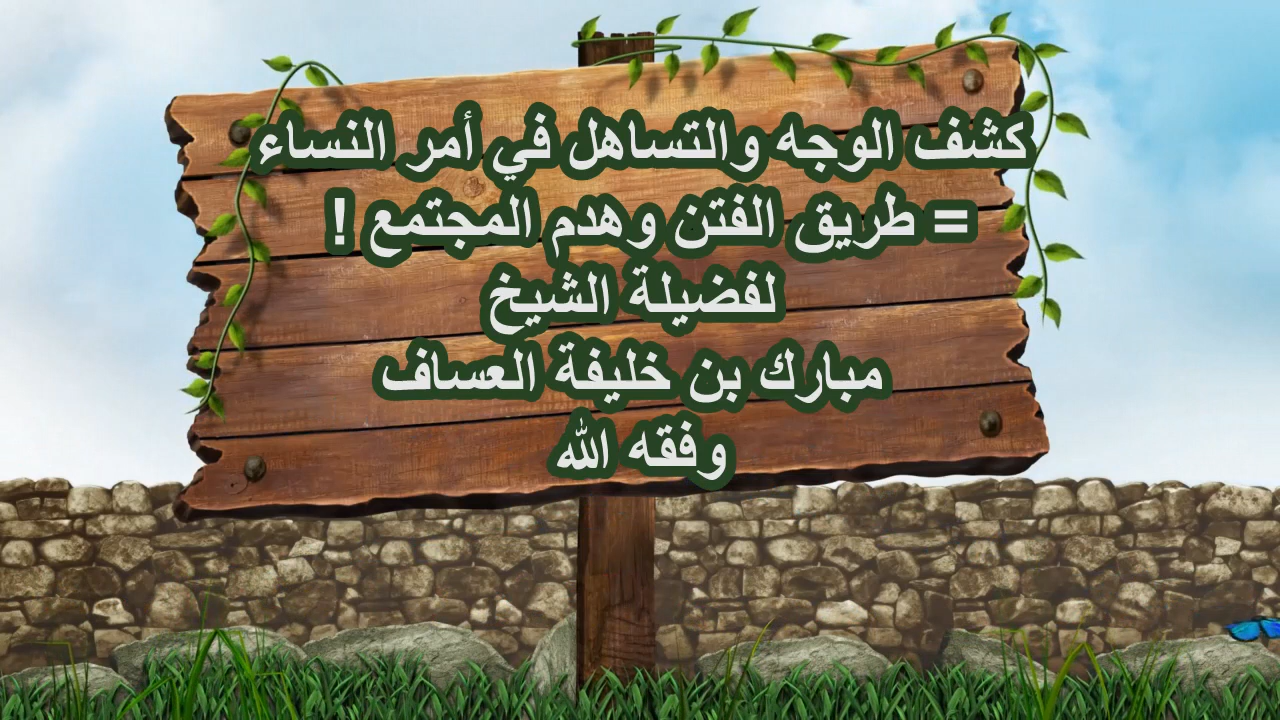 كشف الوجه والتساهل في أمر النساء
= طريق الفتن وهدم المجتمع !
لفضيلة الشيخ
مبارك بن خليفة العساف
وفقه الله